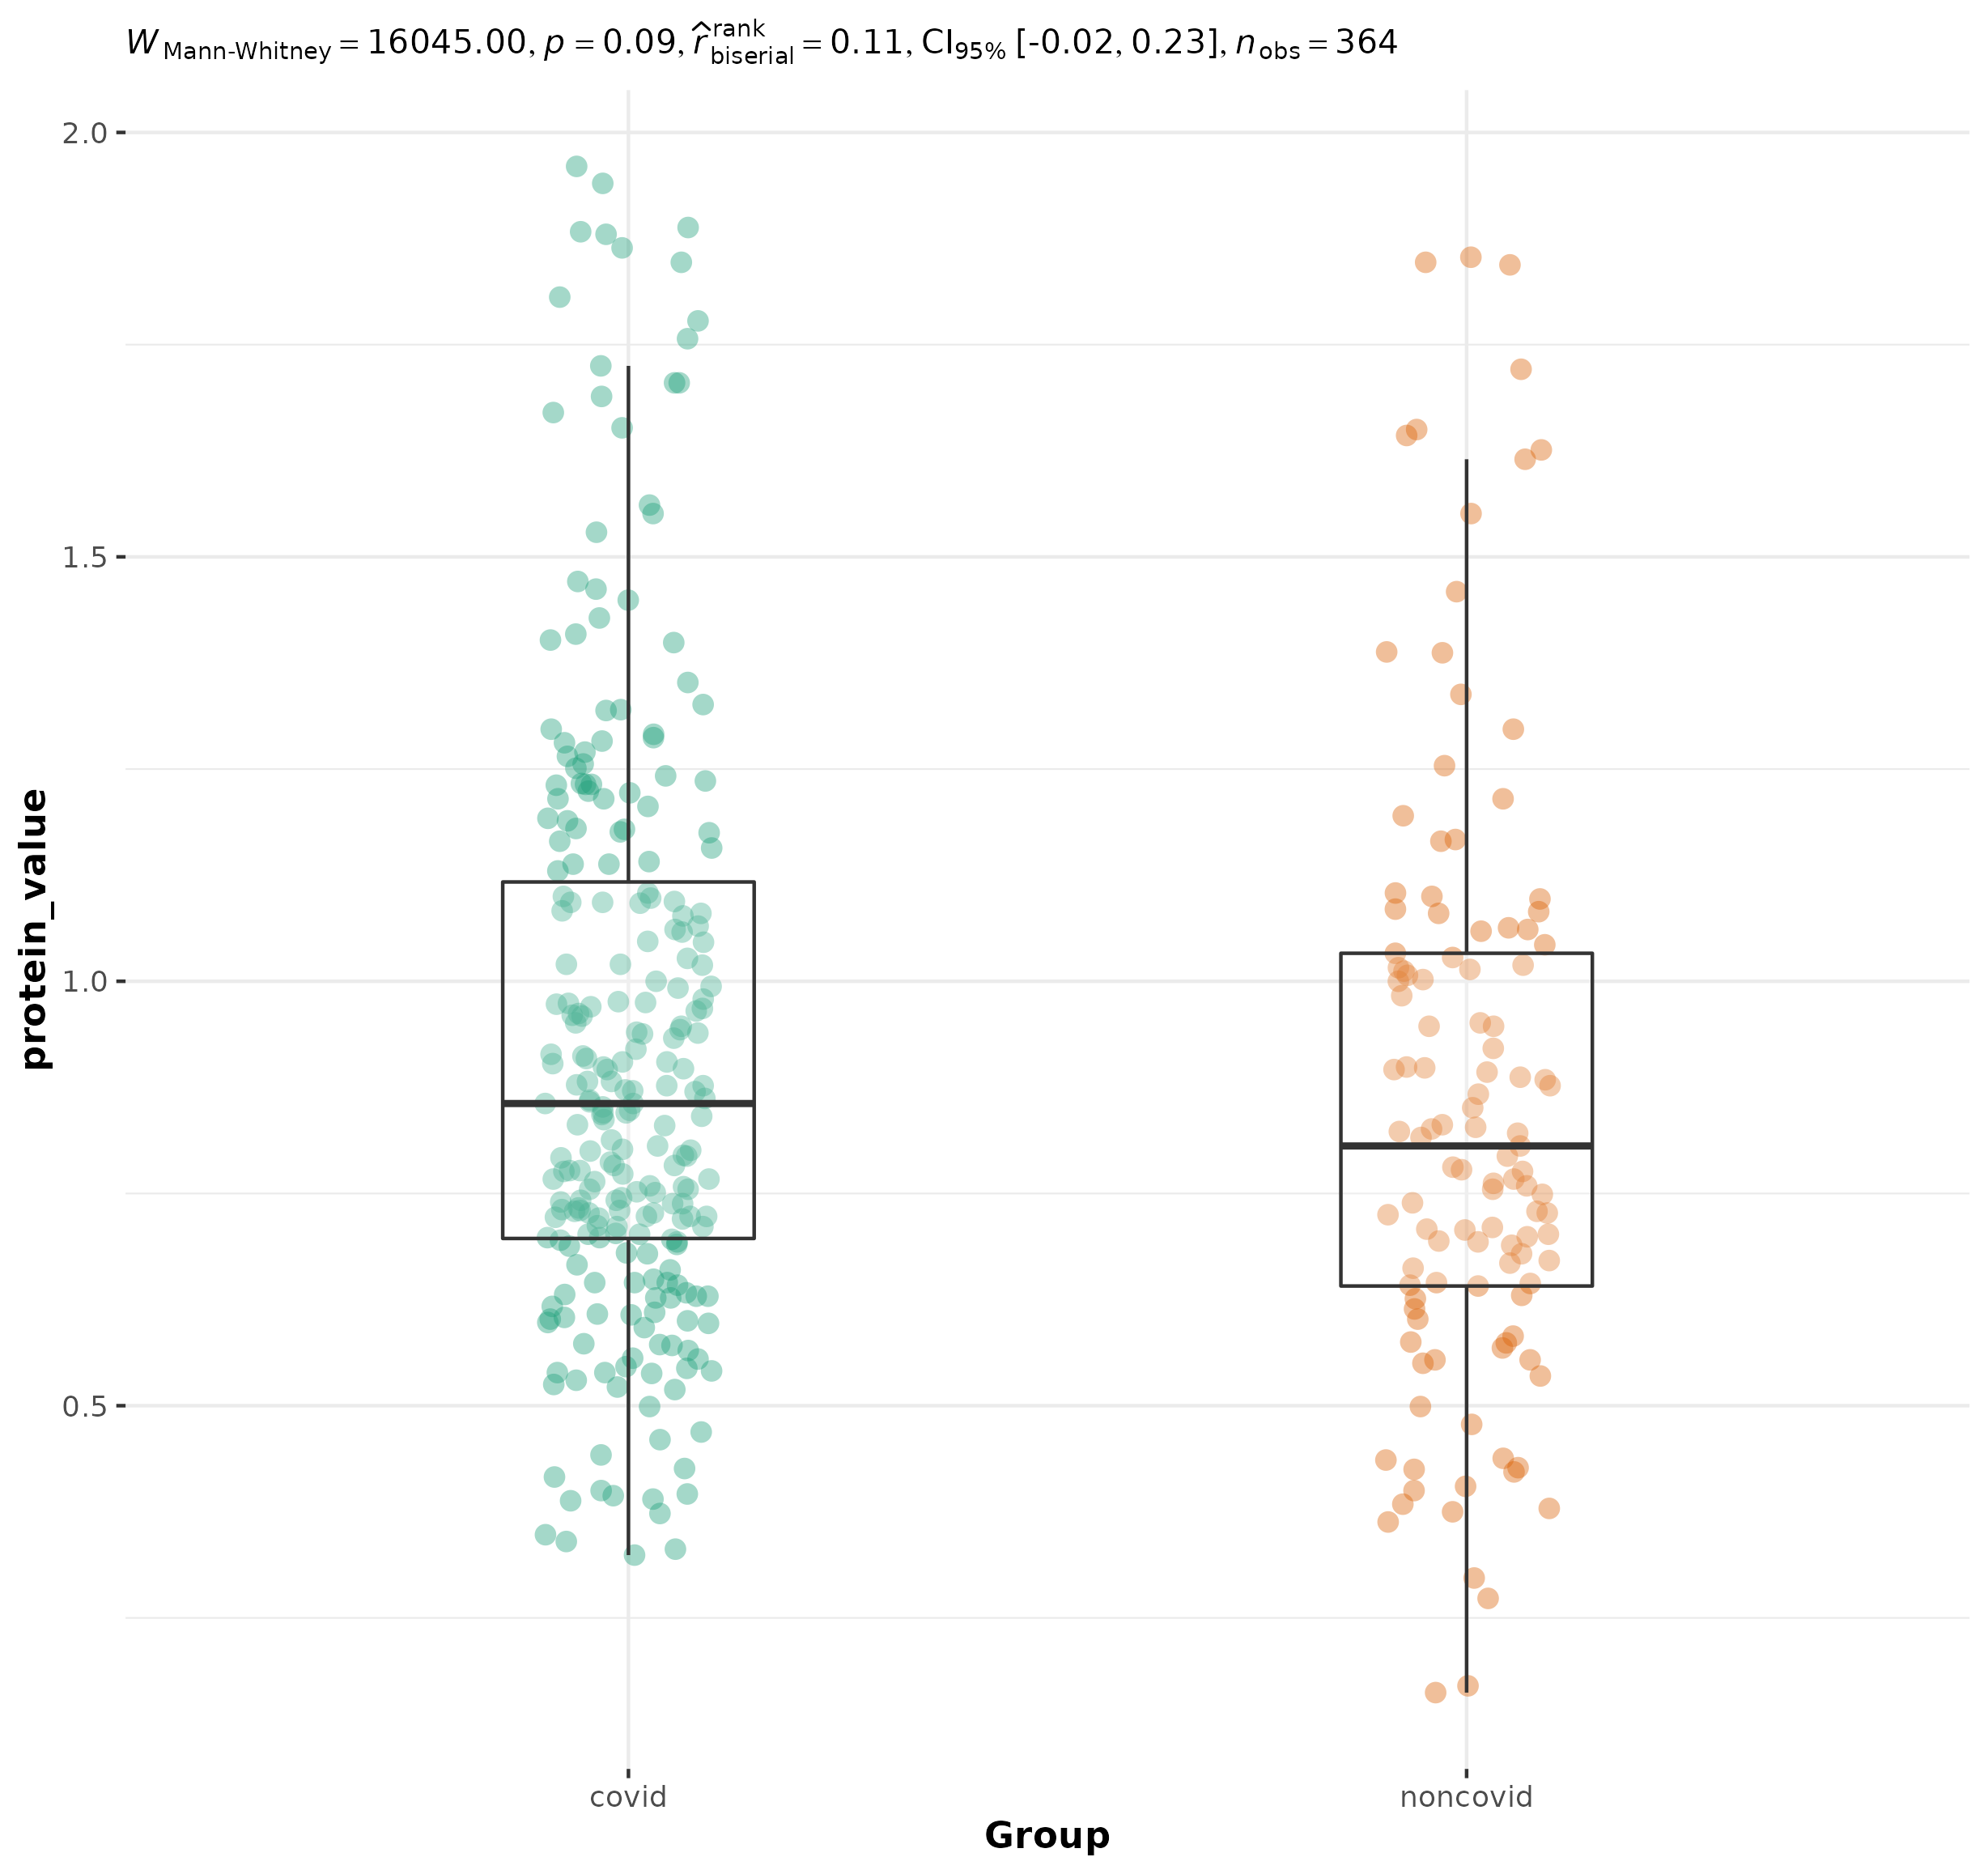 W Mann-Whitney = 16045.00, p = 0.09, r̂ rank biserial = 0.11, CI95% [-0.02, 0.23], n obs = 364
2.0
1.5
1.0
0.5
protein_value
covid noncovid
Group